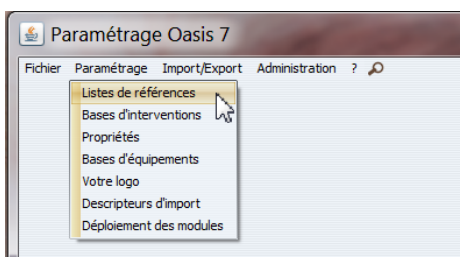 Paramétrage Oasis 7
Fichier Paramétrage Import/Export Administration ?
Listes de références
Bases d'interventions
Propriétés
Bases d'équipements
Votre logo
Descripteurs d'import
Déploiement des modules